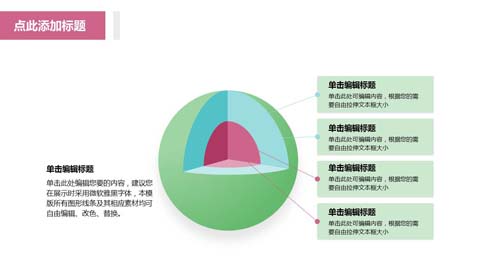 点此添加标题
单击编辑标题
单击此处可编辑内容，根据您的需
要自由拉伸文本框大小
单击编辑标题
单击此处可编辑内容，根据您的需
要自由拉伸文本框大小
单击编辑标题
单击此处可编辑内容，根据您的需
要自由拉伸文本框大小
单击编辑标题
单击此处可编辑内容，根据您的需
要自由拉伸文本框大小
单击编辑标题
单击此处编辑您要的内容，建议您
在展示时采用微软雅黑字体，本模
版所有图形线条及其相应素材均可
自由编辑、改色、替换。